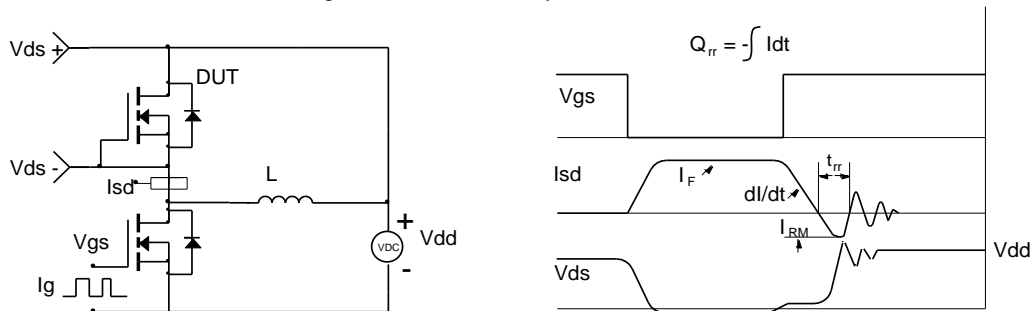 Vds +
DUT
Vds -
Isd
L
Vgs
Ig
VDC
+
-
Vdd
Qrr = -∫ Idt
Vgs
Isd
IF
dI/dt
trr
IRM
Vds
Vdd